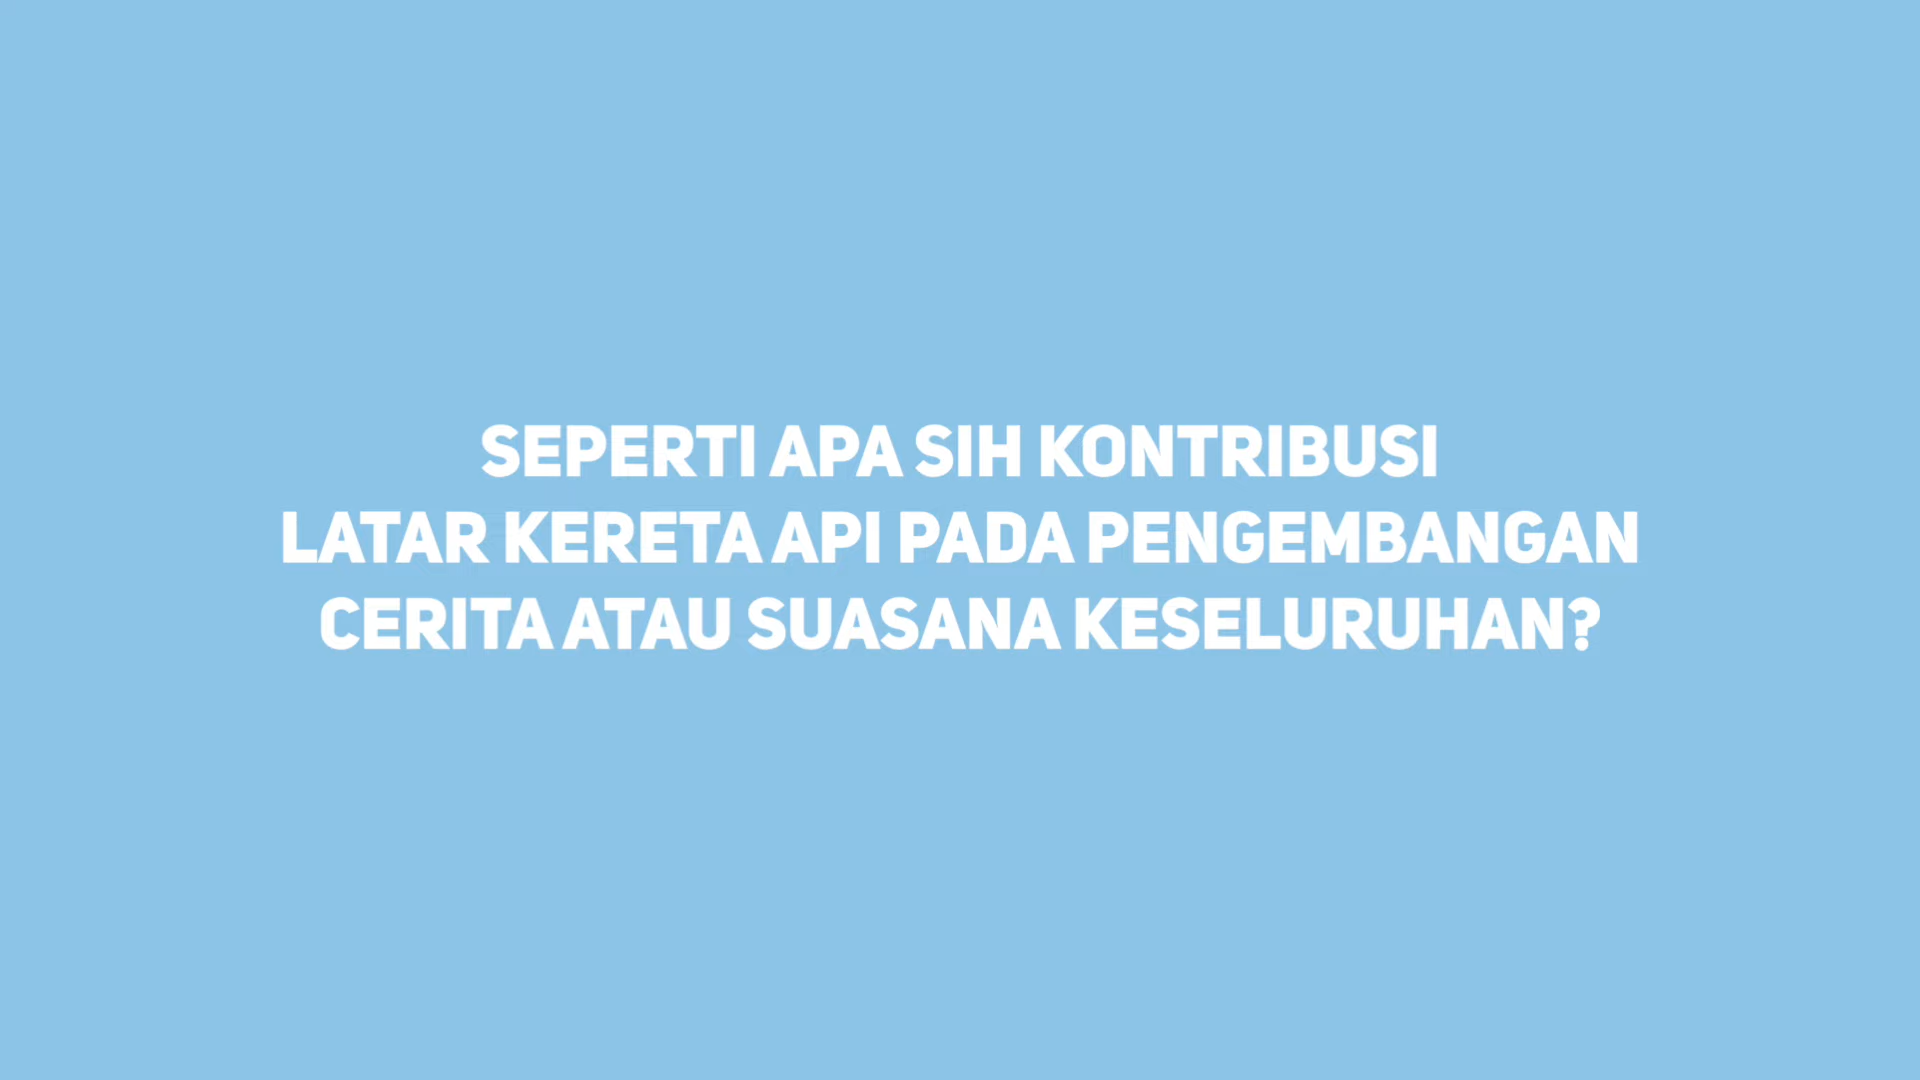 SEPERTI APA SIH KONTRIBUSI
LATAR KERETA API PADA PENGEMBANGAN
CERITA ATAU SUASANA KESELURUHAN?